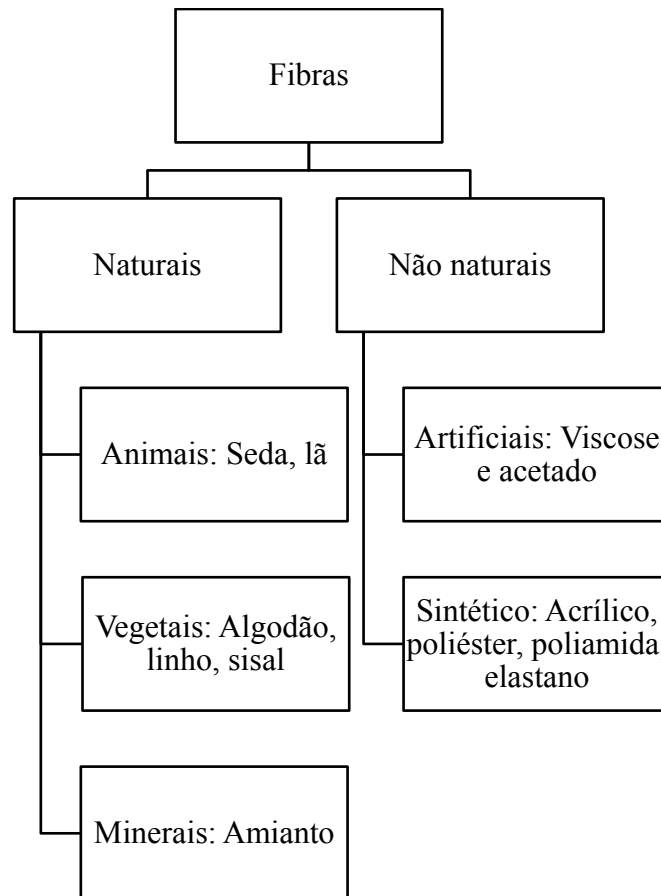 Fibras
Naturais
Não naturais
Animais: Seda, lã
Artificiais: Viscose
e acetado
Vegetais: Algodão,
linho, sisal
Sintético: Acrílico,
poliéster, poliamida
elastano
Minerais: Amianto